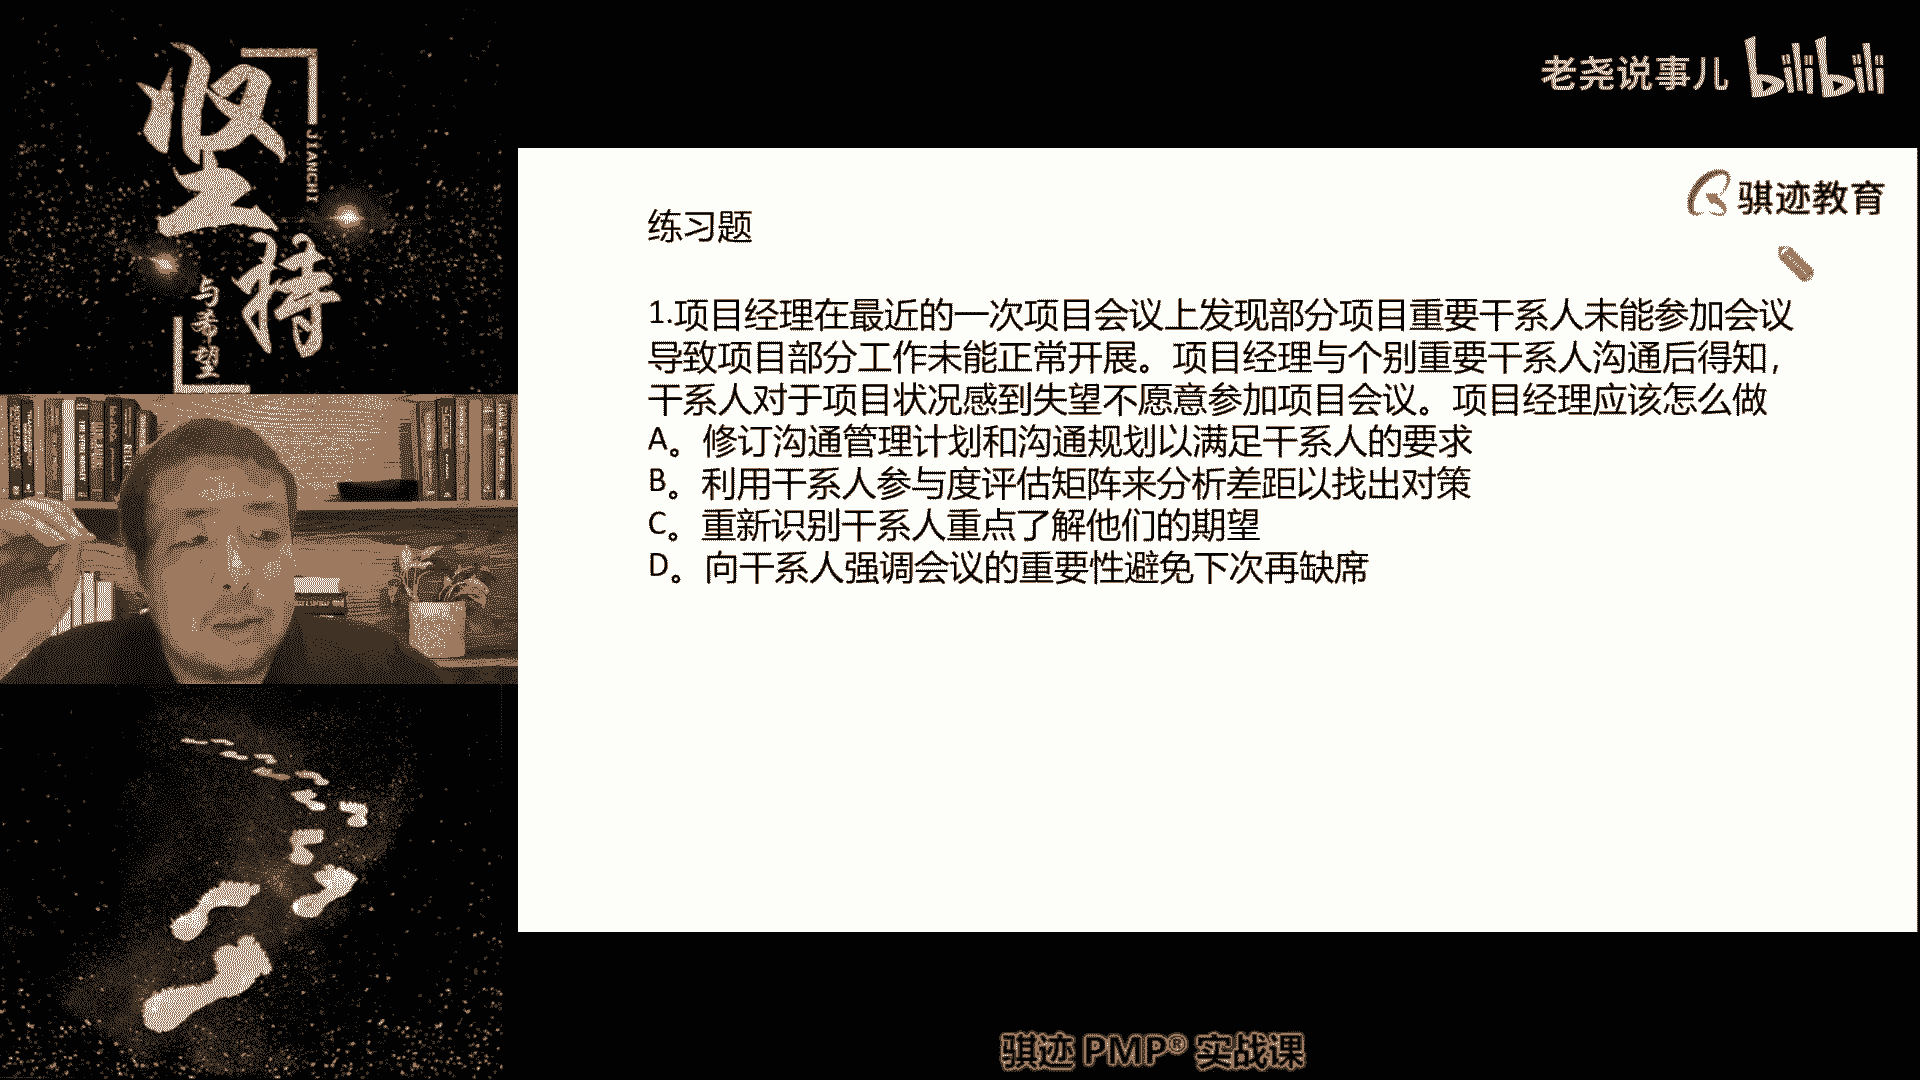 坚持
JIANCHI
与希望
老尧说事儿 bilibili
骐迹教育
练习题
1.项目经理在最近的一次项目会议上发现部分项目重要干系人未能参加会议
导致项目部分工作未能正常开展。项目经理与个别重要干系人沟通后得知，
干系人对于项目状况感到失望不愿意参加项目会议。项目经理应该怎么做
A。修订沟通管理计划和沟通规划以满足干系人的要求
B。利用干系人参与度评估矩阵来分析差距以找出对策
C。重新识别干系人重点了解他们的期望
D。向干系人强调会议的重要性避免下次再缺席
骐迹 PMP® 实战课